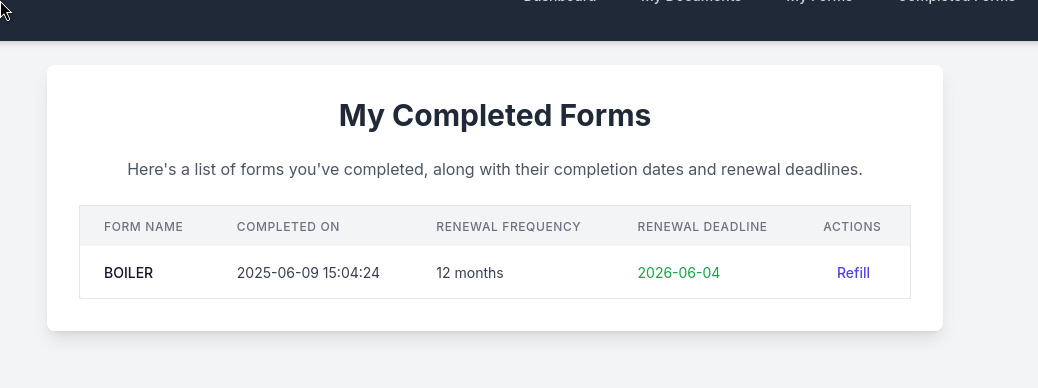 Dashboard My Documents My Forms Completed Forms
My Completed Forms
Here's a list of forms you've completed, along with their completion dates and renewal deadlines.
FORM NAME COMPLETED ON RENEWAL FREQUENCY RENEWAL DEADLINE ACTIONS
BOILER 2025-06-09 15:04:24 12 months 2026-06-04 Refill